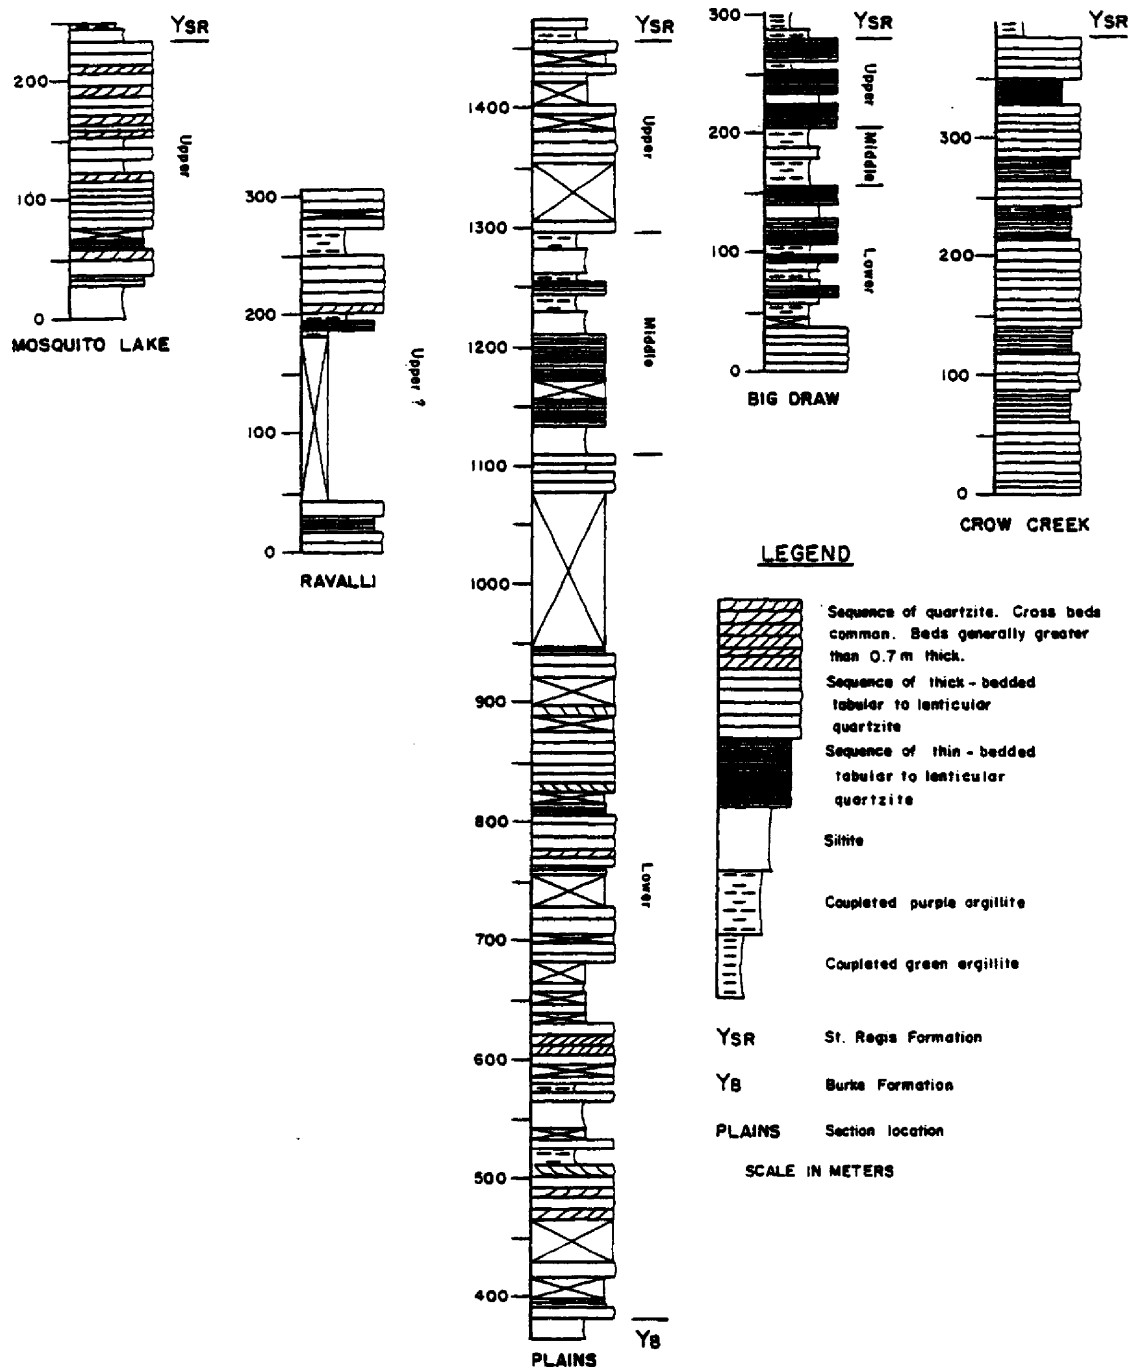 YSR
200
100
0
Upper
MOSQUITO LAKE
300
200
100
0
Upper ?
RAVALLI
YSR
1400
1300
1200
1100
1000
900
800
700
600
500
400
Upper
Middle
Lower
YB
PLAINS
300
200
100
0
YSR
Upper
Middle
Lower
BIG DRAW
YSR
300
200
100
0
CROW CREEK
LEGEND
Sequence of quartzite. Cross beds
common. Beds generally greater
than 0.7 m thick.
Sequence of thick - bedded
tabular to lenticular
quartzite
Sequence of thin - bedded
tabular to lenticular
quartzite
Siltite
Coupleted purple argillite
Coupleted green argillite
YSR St. Regis Formation
YB Burke Formation
PLAINS Section location
SCALE IN METERS